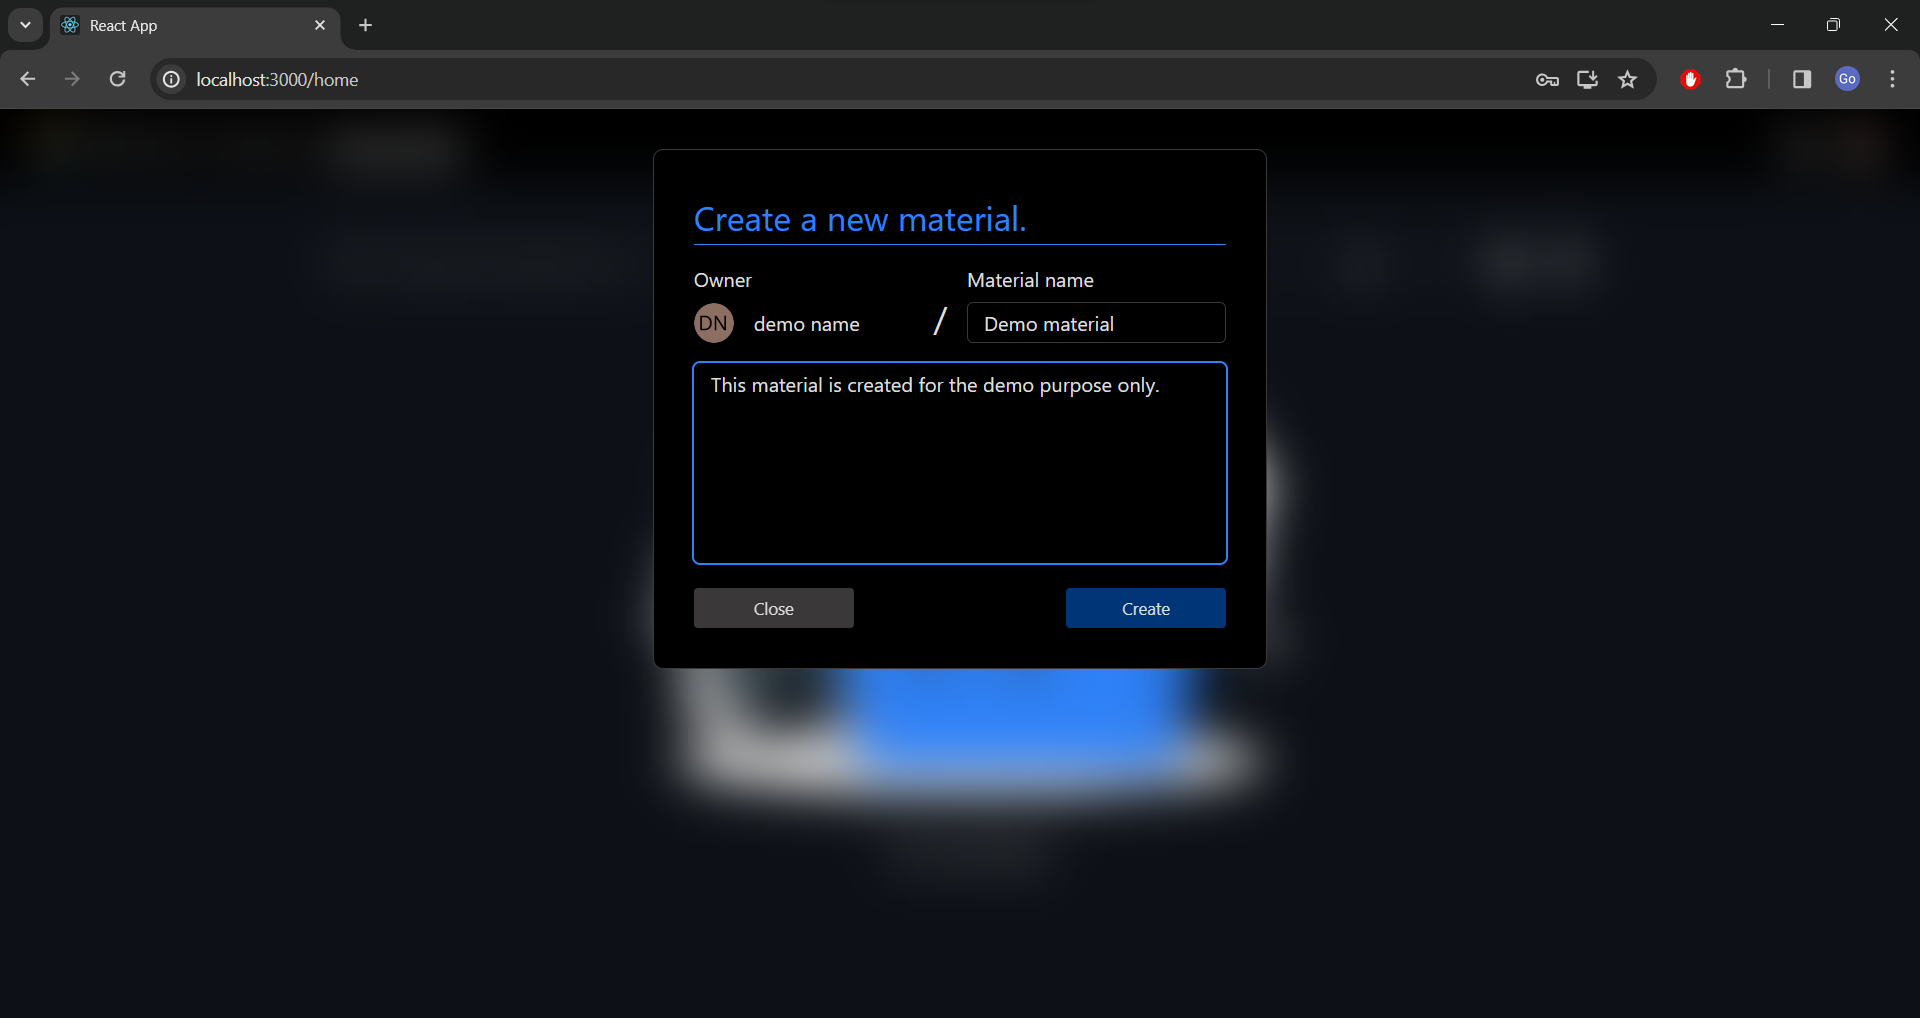 React App
localhost:3000/home
Go
Create a new material.
Owner
Material name
DN
demo name
/
Demo material
This material is created for the demo purpose only.
Close
Create